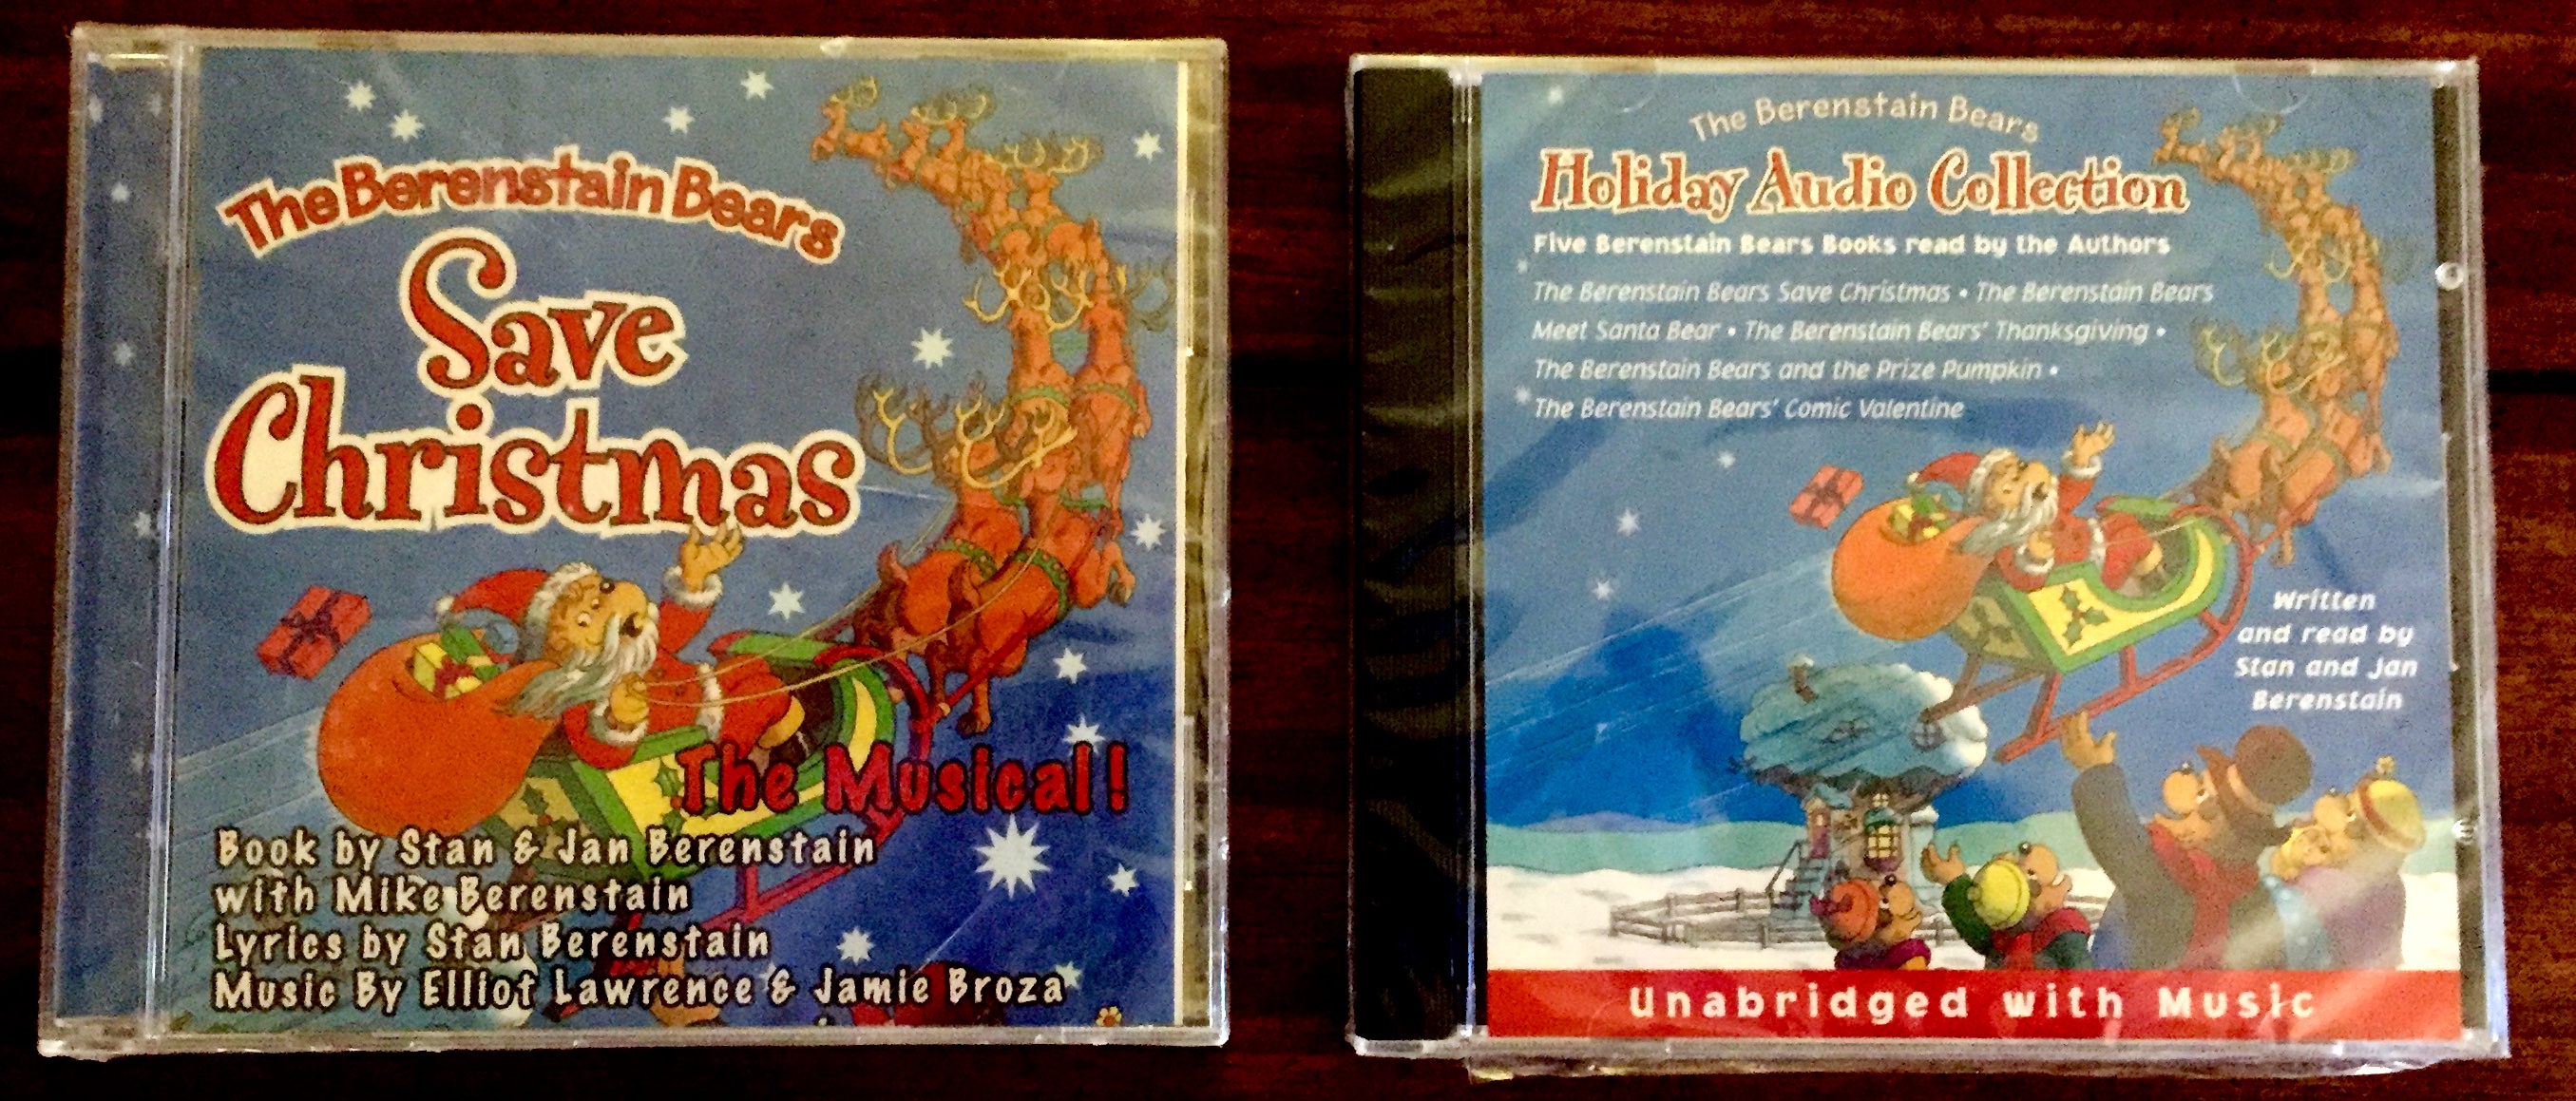 The Berenstain Bears
Save
Christmas
The Musical!
Book by Stan & Jan Berenstain
with Mike Berenstain
Lyrics by Stan Berenstain
Music By Elliot Lawrence & Jamie Broza
The Berenstain Bears
Holiday Audio Collection
Five Berenstain Bears Books read by the Authors
The Berenstain Bears Save Christmas • The Berenstain Bears
Meet Santa Bear • The Berenstain Bears' Thanksgiving •
The Berenstain Bears and the Prize Pumpkin •
The Berenstain Bears' Comic Valentine
Written
and read by
Stan and Jan
Berenstain
Unabridged with Music